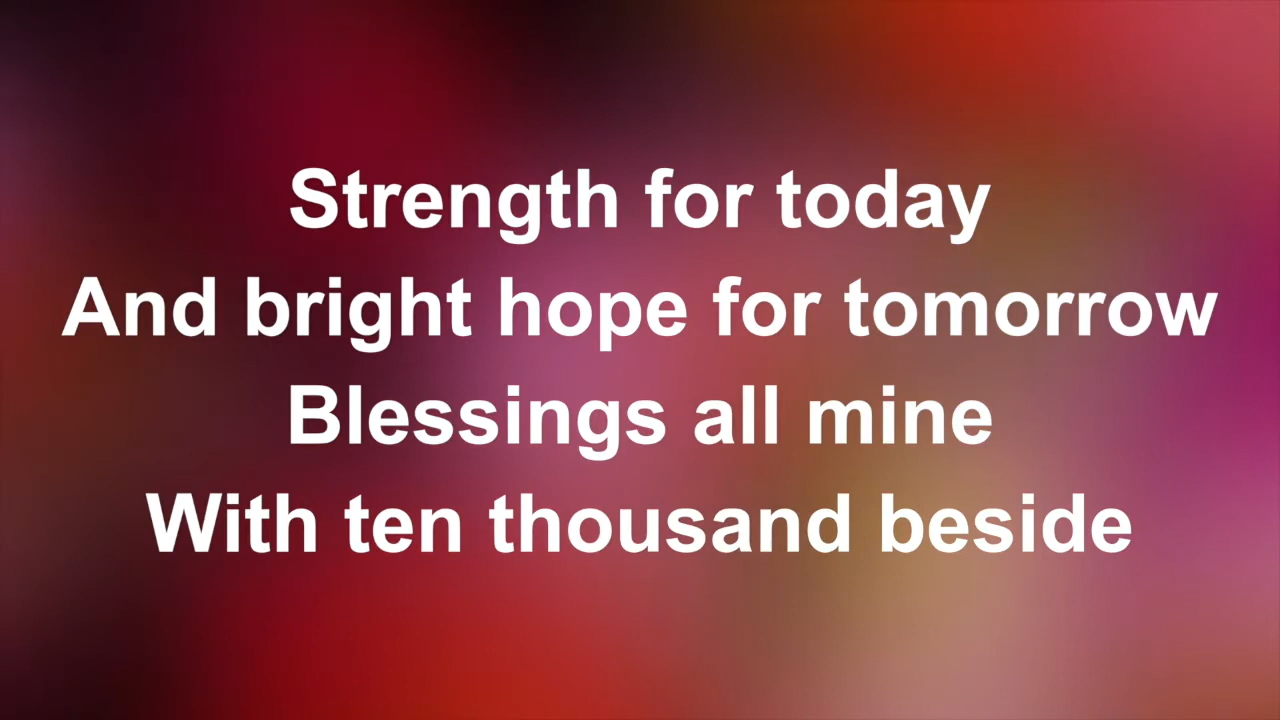 Strength for today
And bright hope for tomorrow
Blessings all mine
With ten thousand beside